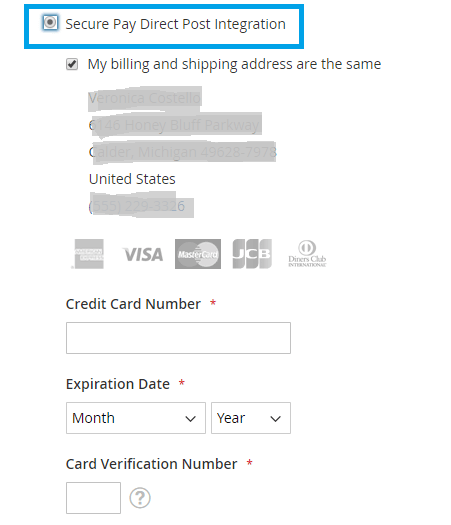 Secure Pay Direct Post Integration
My billing and shipping address are the same
Veronica Costello
6146 Honey Bluff Parkway
Calder, Michigan 49628-7978
United States
(555) 229-3326
AMERICAN EXPRESS VISA MasterCard JCB Diners Club INTERNATIONAL
Credit Card Number *
Expiration Date *
Month Year
Card Verification Number *
?